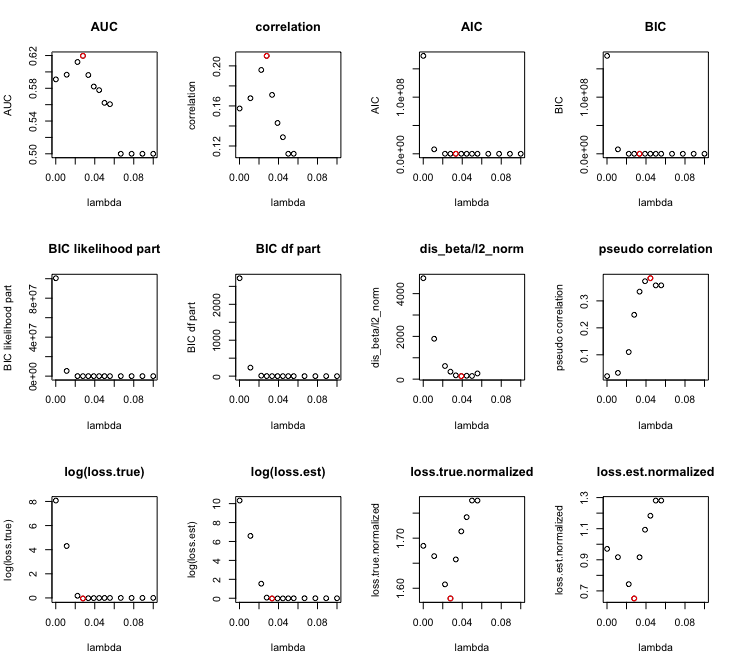 AUC
correlation
AIC
BIC
AUC
0.50 0.54 0.58 0.62
0.00 0.04 0.08
lambda
correlation
0.12 0.16 0.20
0.00 0.04 0.08
lambda
AIC
0.0e+00 1.0e+08
0.00 0.04 0.08
lambda
BIC
0.0e+00 1.0e+08
0.00 0.04 0.08
lambda
BIC likelihood part
BIC df part
dis_beta/l2_norm
pseudo correlation
BIC likelihood part
0e+00 4e+07 8e+07
0.00 0.04 0.08
lambda
BIC df part
0 1000 2000
0.00 0.04 0.08
lambda
dis_beta/l2_norm
0 2000 4000
0.00 0.04 0.08
lambda
pseudo correlation
0.1 0.2 0.3
0.00 0.04 0.08
lambda
log(loss.true)
log(loss.est)
loss.true.normalized
loss.est.normalized
log(loss.true)
0 2 4 6 8
0.00 0.04 0.08
lambda
log(loss.est)
0 2 4 6 8 10
0.00 0.04 0.08
lambda
loss.true.normalized
1.60 1.70
0.00 0.04 0.08
lambda
loss.est.normalized
0.7 0.9 1.1 1.3
0.00 0.04 0.08
lambda